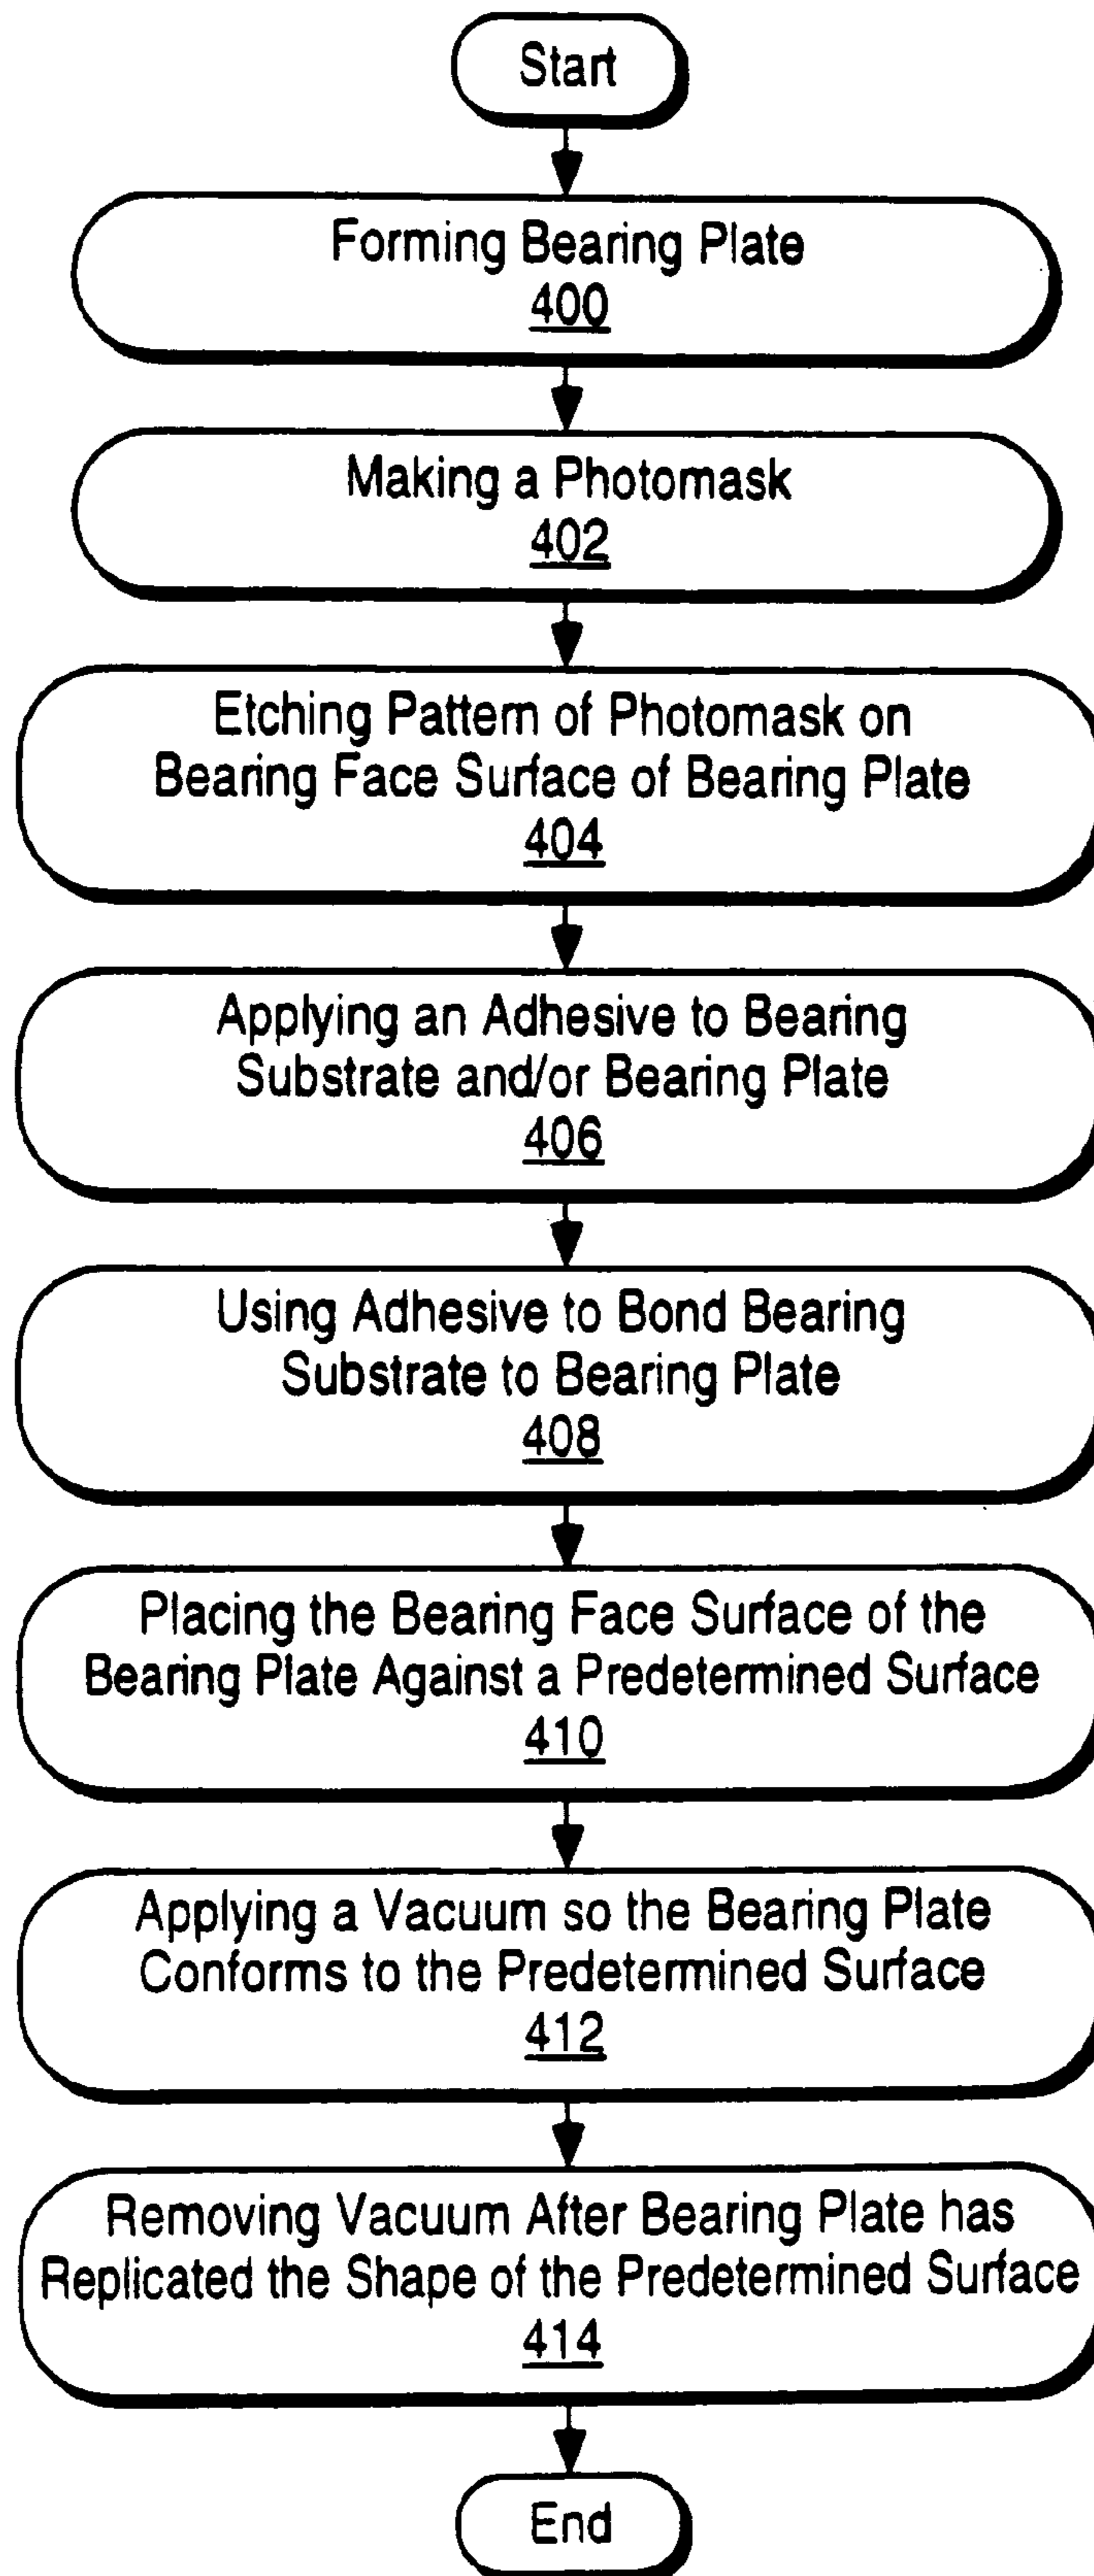 Start
Forming Bearing Plate
400
Making a Photomask
402
Etching Pattern of Photomask on
Bearing Face Surface of Bearing Plate
404
Applying an Adhesive to Bearing
Substrate and/or Bearing Plate
406
Using Adhesive to Bond Bearing
Substrate to Bearing Plate
408
Placing the Bearing Face Surface of the
Bearing Plate Against a Predetermined Surface
410
Applying a Vacuum so the Bearing Plate
Conforms to the Predetermined Surface
412
Removing Vacuum After Bearing Plate has
Replicated the Shape of the Predetermined Surface
414
End